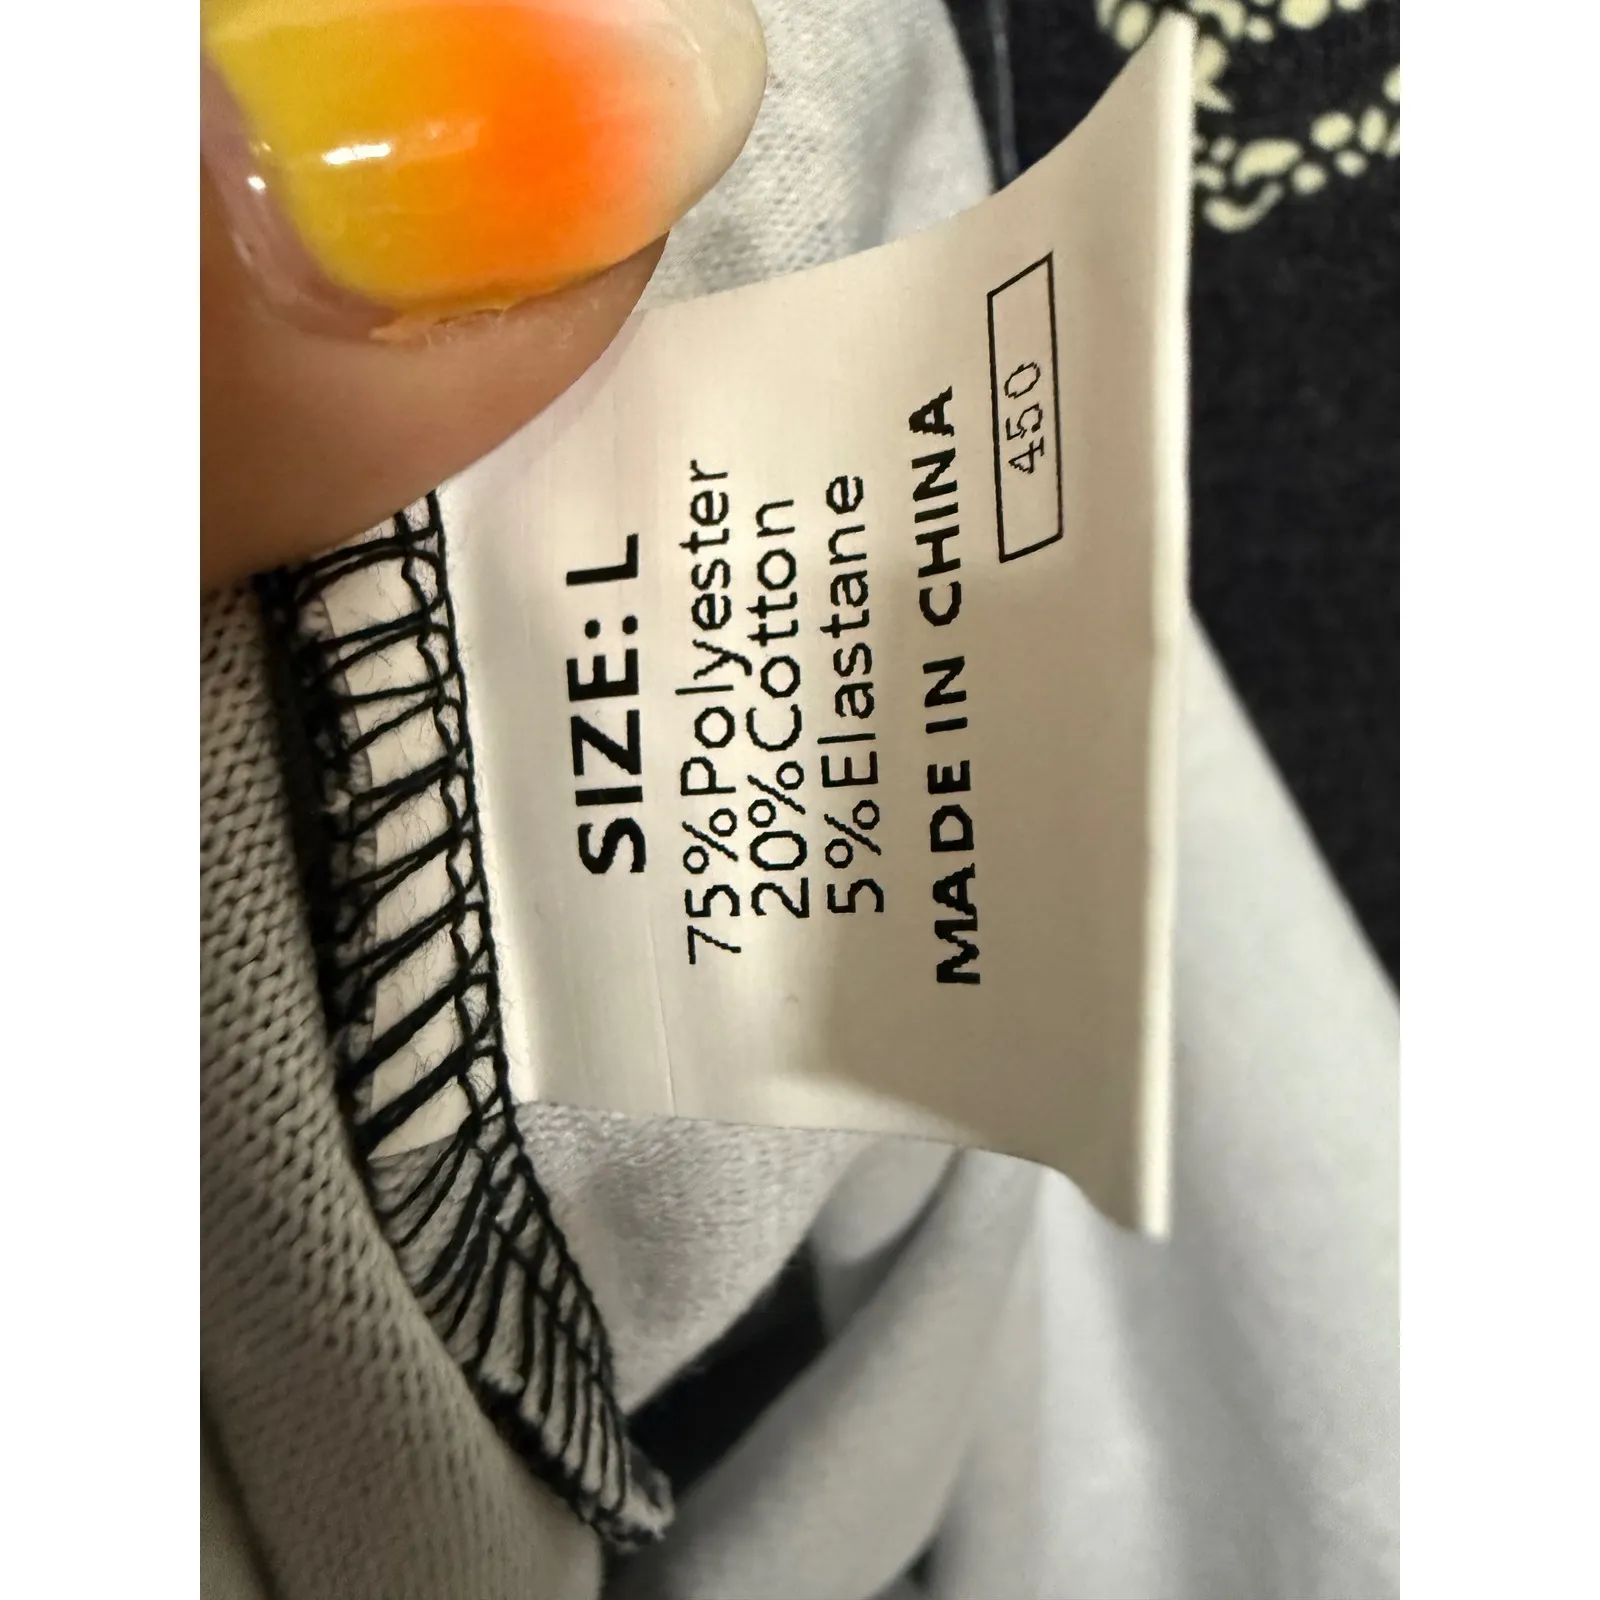 SIZE: L
75%Polyester
20%Cotton
5%Elastane
MADE IN CHINA
450